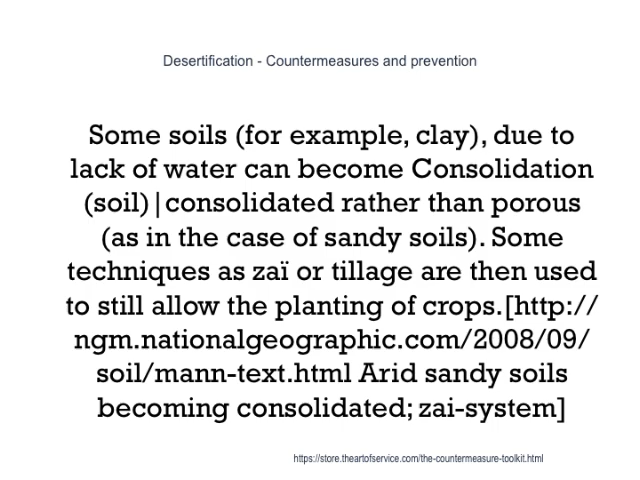 Desertification - Countermeasures and prevention
Some soils (for example, clay), due to
lack of water can become Consolidation
(soil)|consolidated rather than porous
(as in the case of sandy soils). Some
techniques as zaï or tillage are then used
to still allow the planting of crops.[http://
ngm.nationalgeographic.com/2008/09/
soil/mann-text.html Arid sandy soils
becoming consolidated; zai-system]
https://store.theartofservice.com/the-countermeasure-toolkit.html